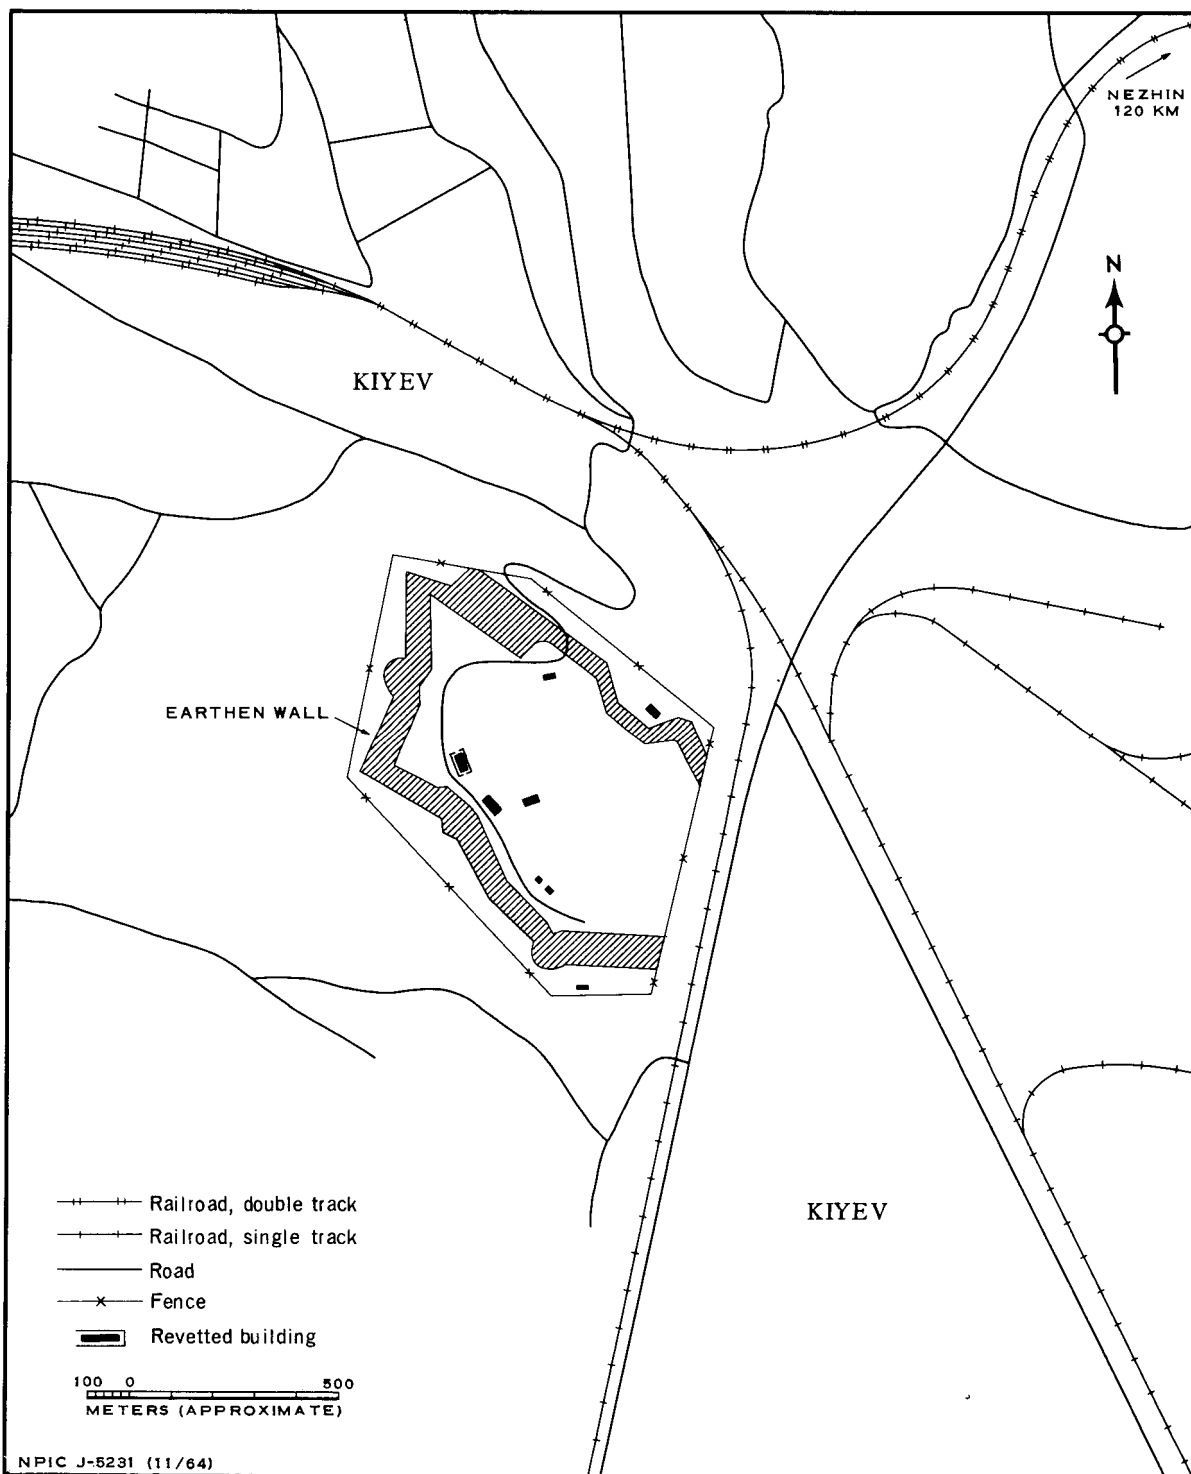 NEZHIN
120 KM
N
KIYEV
EARTHEN WALL
KIYEV
Railroad, double track
Railroad, single track
Road
Fence
Revetted building
100 0 500
METERS (APPROXIMATE)
NPIC J-5231 (11/64)